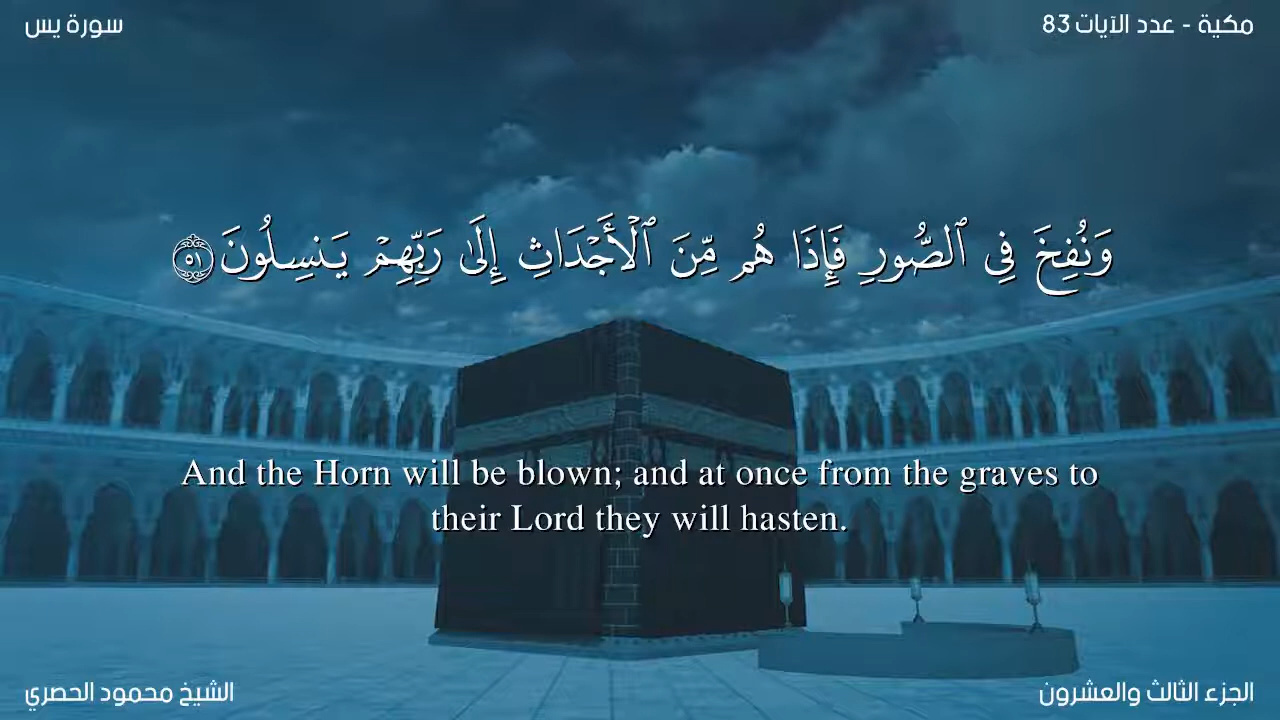 سورة يس
مكية - عدد الآيات 83
وَنُفِخَ فِي ٱلصُّورِ فَإِذَا هُم مِّنَ ٱلْأَجْدَاثِ إِلَىٰ رَبِّهِمْ يَنسِلُونَ ٥١
And the Horn will be blown; and at once from the graves to
their Lord they will hasten.
الشيخ محمود الحصري
الجزء الثالث والعشرون